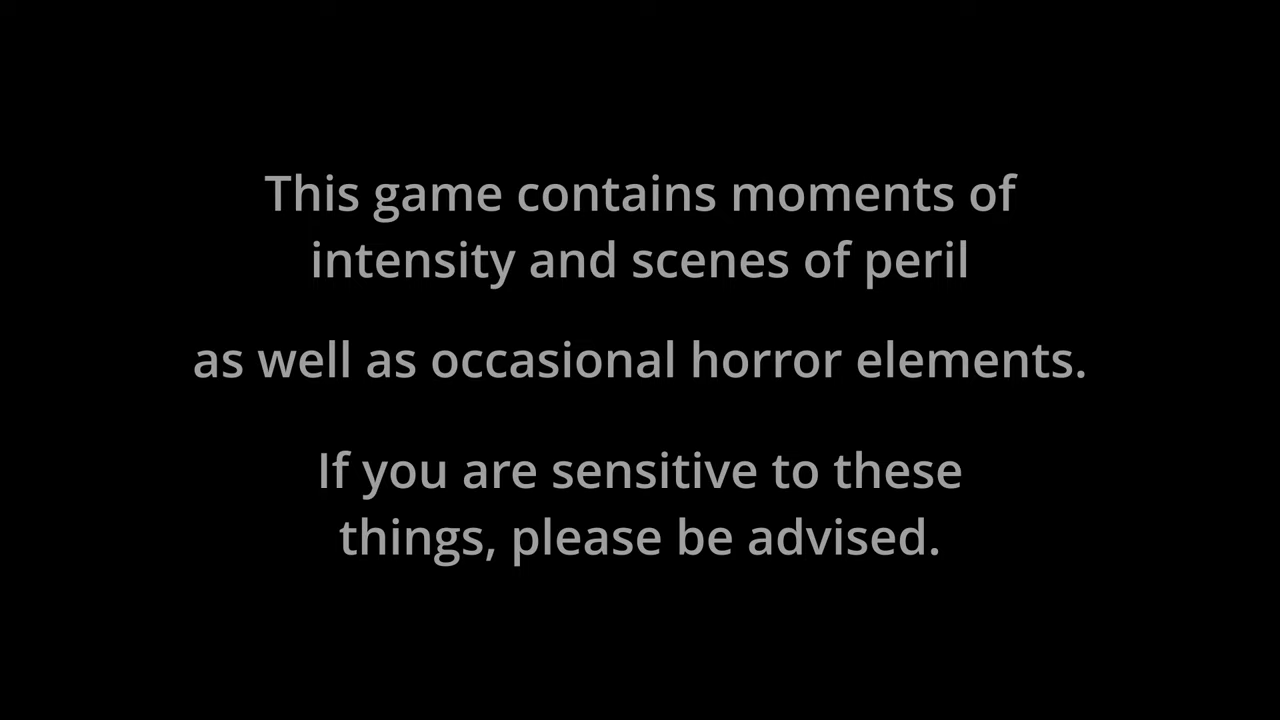 This game contains moments of
intensity and scenes of peril
as well as occasional horror elements.
If you are sensitive to these
things, please be advised.